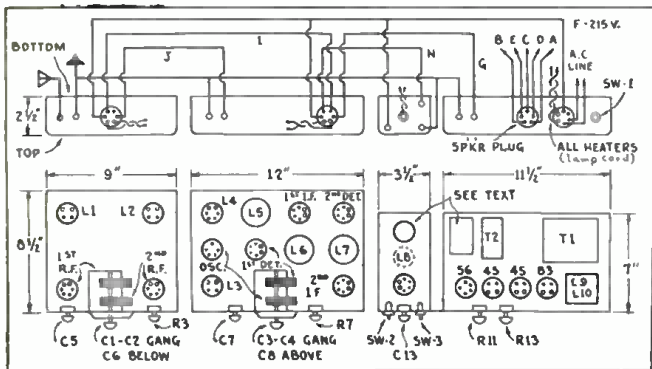 F-215 V.
BOTTOM
I
J
N
G
B E C D A
A.C
LINE
SW-1
2½"
TOP
SPKR PLUG
ALL HEATERS
(lamp cord)
9"
12"
3½"
11½"
SEE TEXT
8½"
7"
L1
L2
L4
L5
1ST I.F.
2ND DET.
L8
T2
T1
1ST
R.F.
2ND
R.F.
OSC.
L3
1ST DET.
L6
L7
2ND
I F
56
45
45
83
L9
L10
C5
R3
C7
R7
SW-2
C13
SW-3
R11
R13
C1-C2 GANG
C6 BELOW
C3-C4 GANG
C8 ABOVE